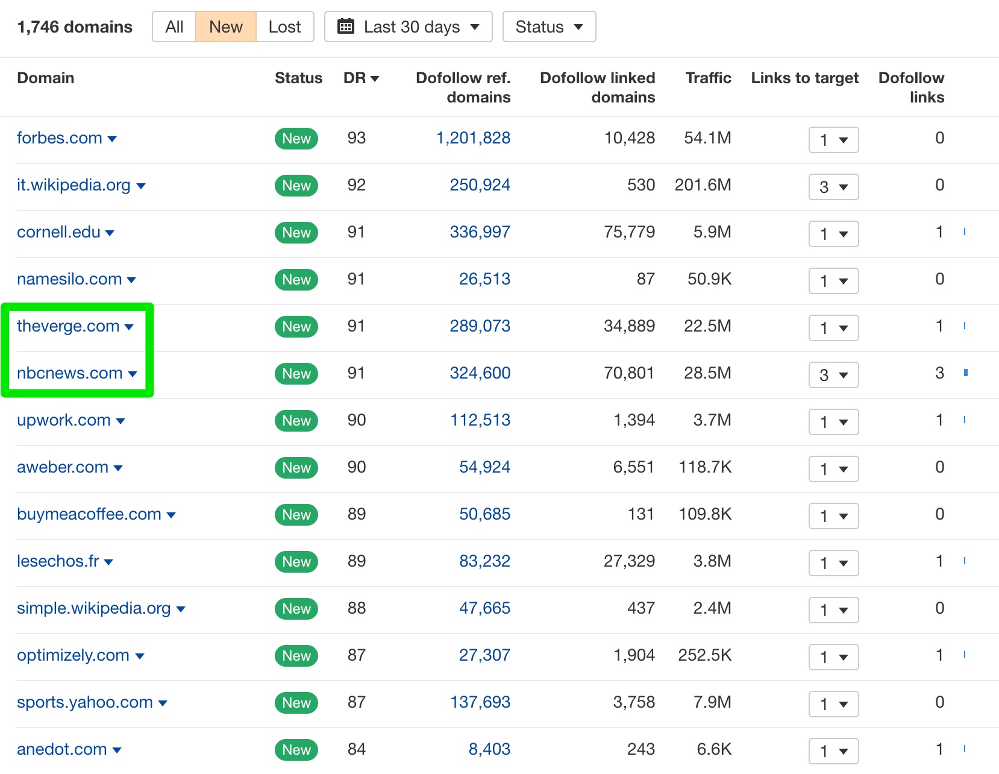 1,746 domains All New Lost Last 30 days Status
Domain Status DR Dofollow ref. domains Dofollow linked domains Traffic Links to target Dofollow links
forbes.com New 93 1,201,828 10,428 54.1M 1 0
it.wikipedia.org New 92 250,924 530 201.6M 3 0
cornell.edu New 91 336,997 75,779 5.9M 1 1
namesilo.com New 91 26,513 87 50.9K 1 0
theverge.com New 91 289,073 34,889 22.5M 1 1
nbcnews.com New 91 324,600 70,801 28.5M 3 3
upwork.com New 90 112,513 1,394 3.7M 1 1
aweber.com New 90 54,924 6,551 118.7K 1 0
buymeacoffee.com New 89 50,685 131 109.8K 1 0
lesechos.fr New 89 83,232 27,329 3.8M 1 1
simple.wikipedia.org New 88 47,665 437 2.4M 1 0
optimizely.com New 87 27,307 1,904 252.5K 1 1
sports.yahoo.com New 87 137,693 3,758 7.9M 1 0
anedot.com New 84 8,403 243 6.6K 1 1